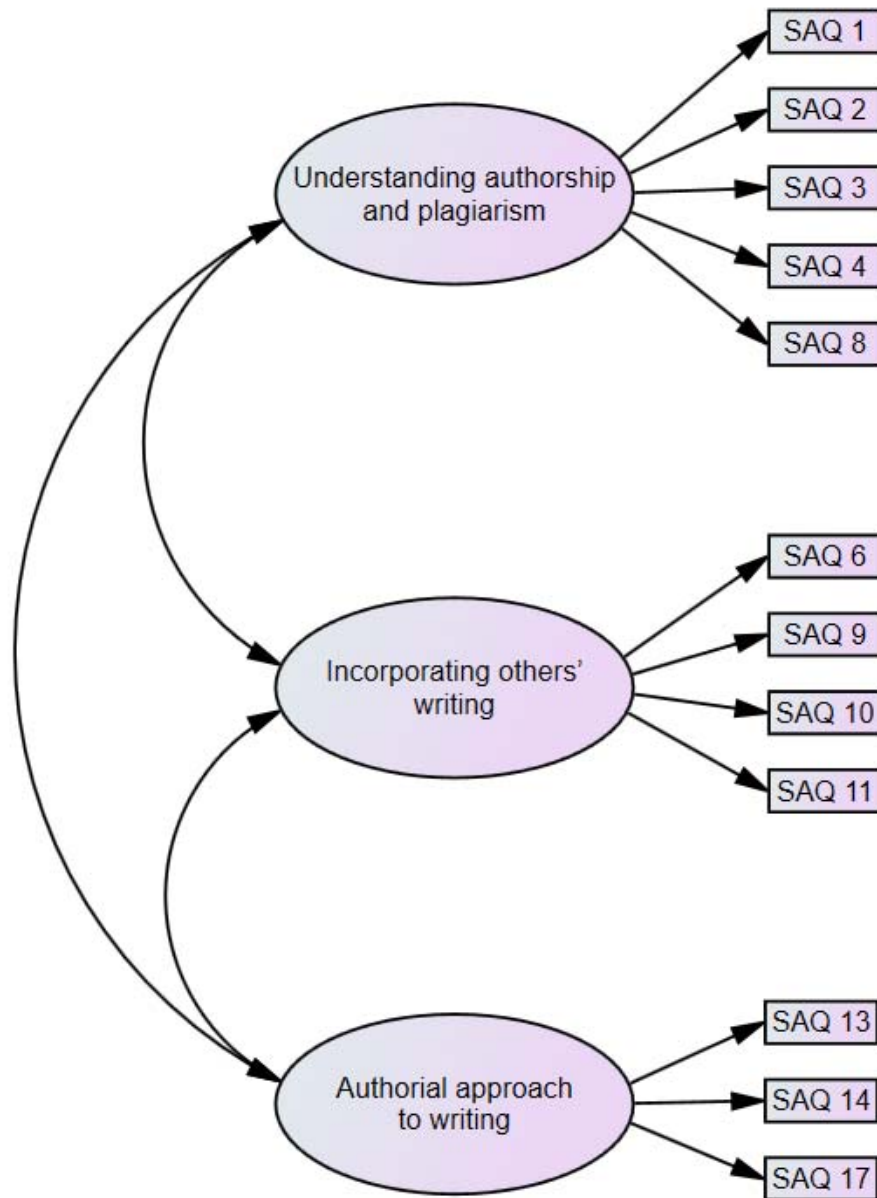 SAQ 1
SAQ 2
Understanding authorship
and plagiarism
SAQ 3
SAQ 4
SAQ 8
SAQ 6
SAQ 9
Incorporating others’
writing
SAQ 10
SAQ 11
SAQ 13
Authorial approach
to writing
SAQ 14
SAQ 17